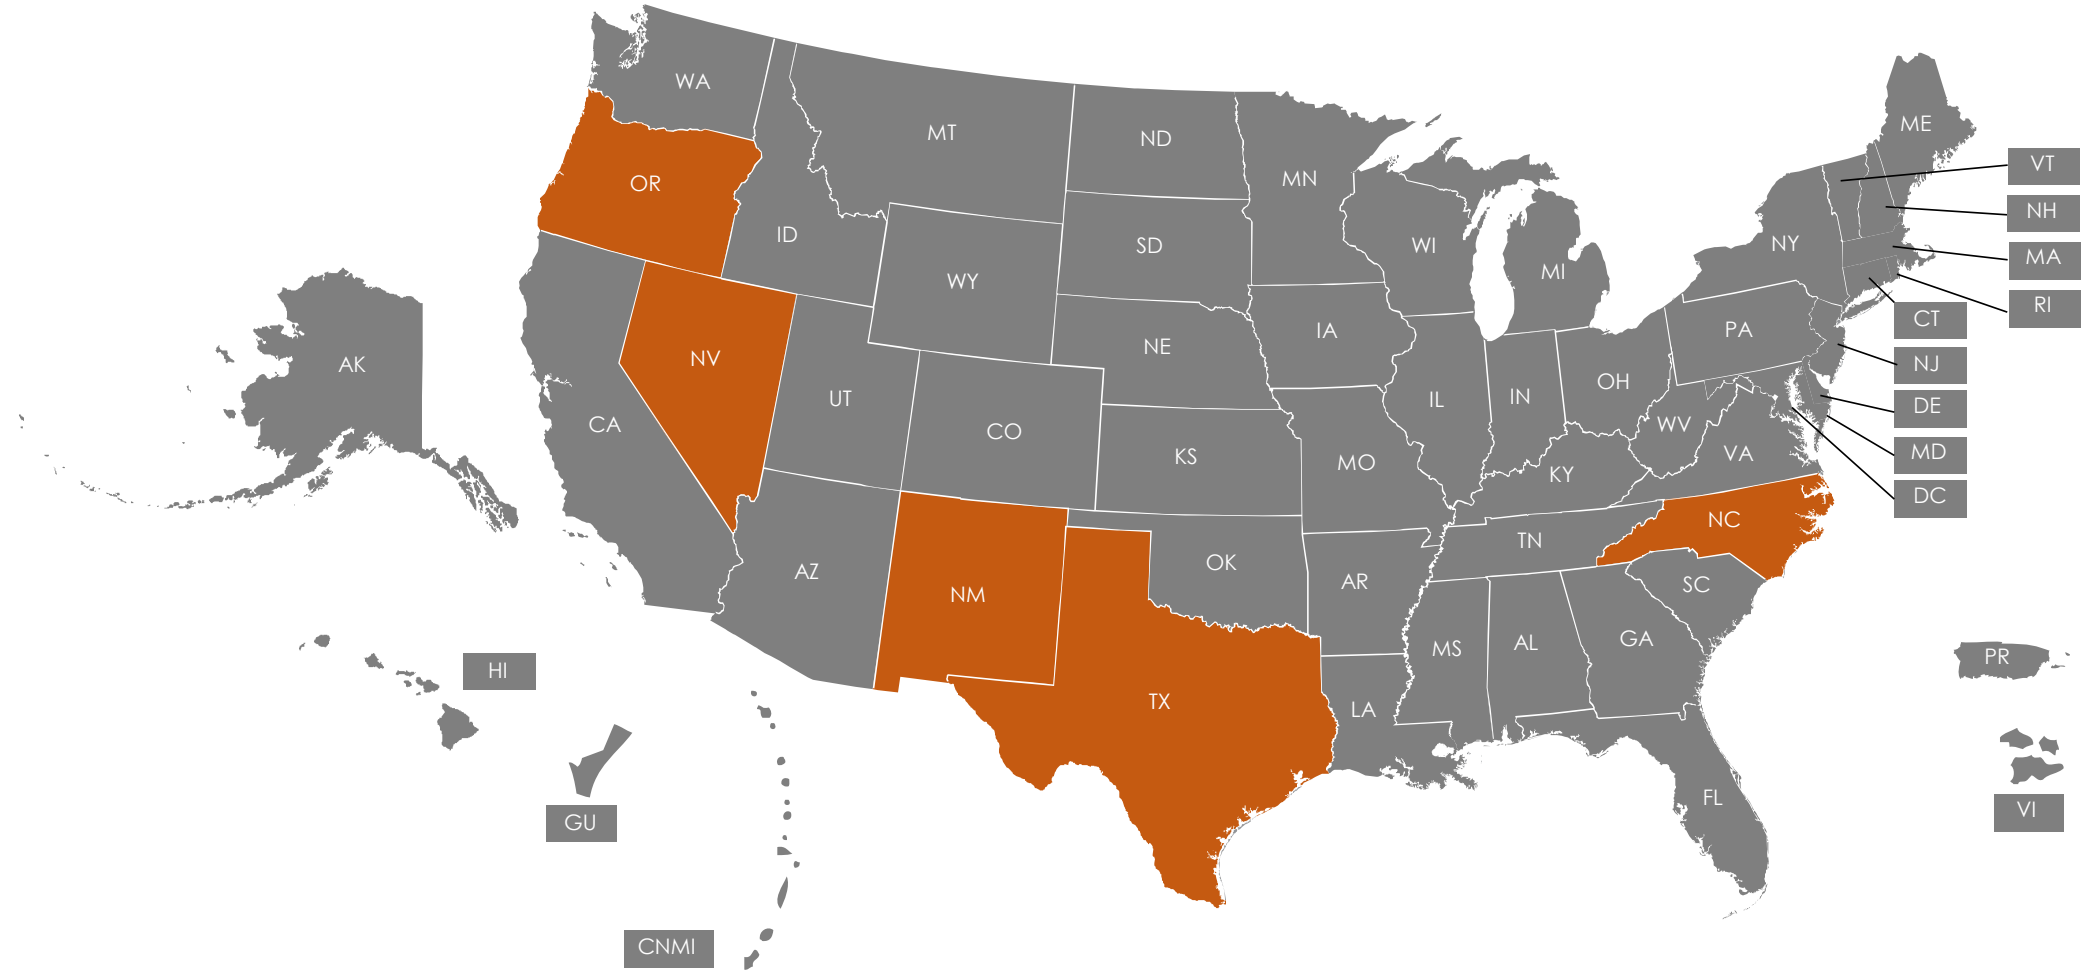 WA
MT
ND
MN
ME
VT
OR
NH
ID
SD
WI
NY
MA
MI
WY
RI
CT
IA
PA
NE
NV
AK
NJ
UT
OH
IN
IL
DE
CA
CO
WV
MD
KS
MO
KY
VA
DC
NC
TN
OK
AZ
AR
NM
SC
GA
AL
MS
PR
HI
TX
LA
FL
VI
GU
CNMI